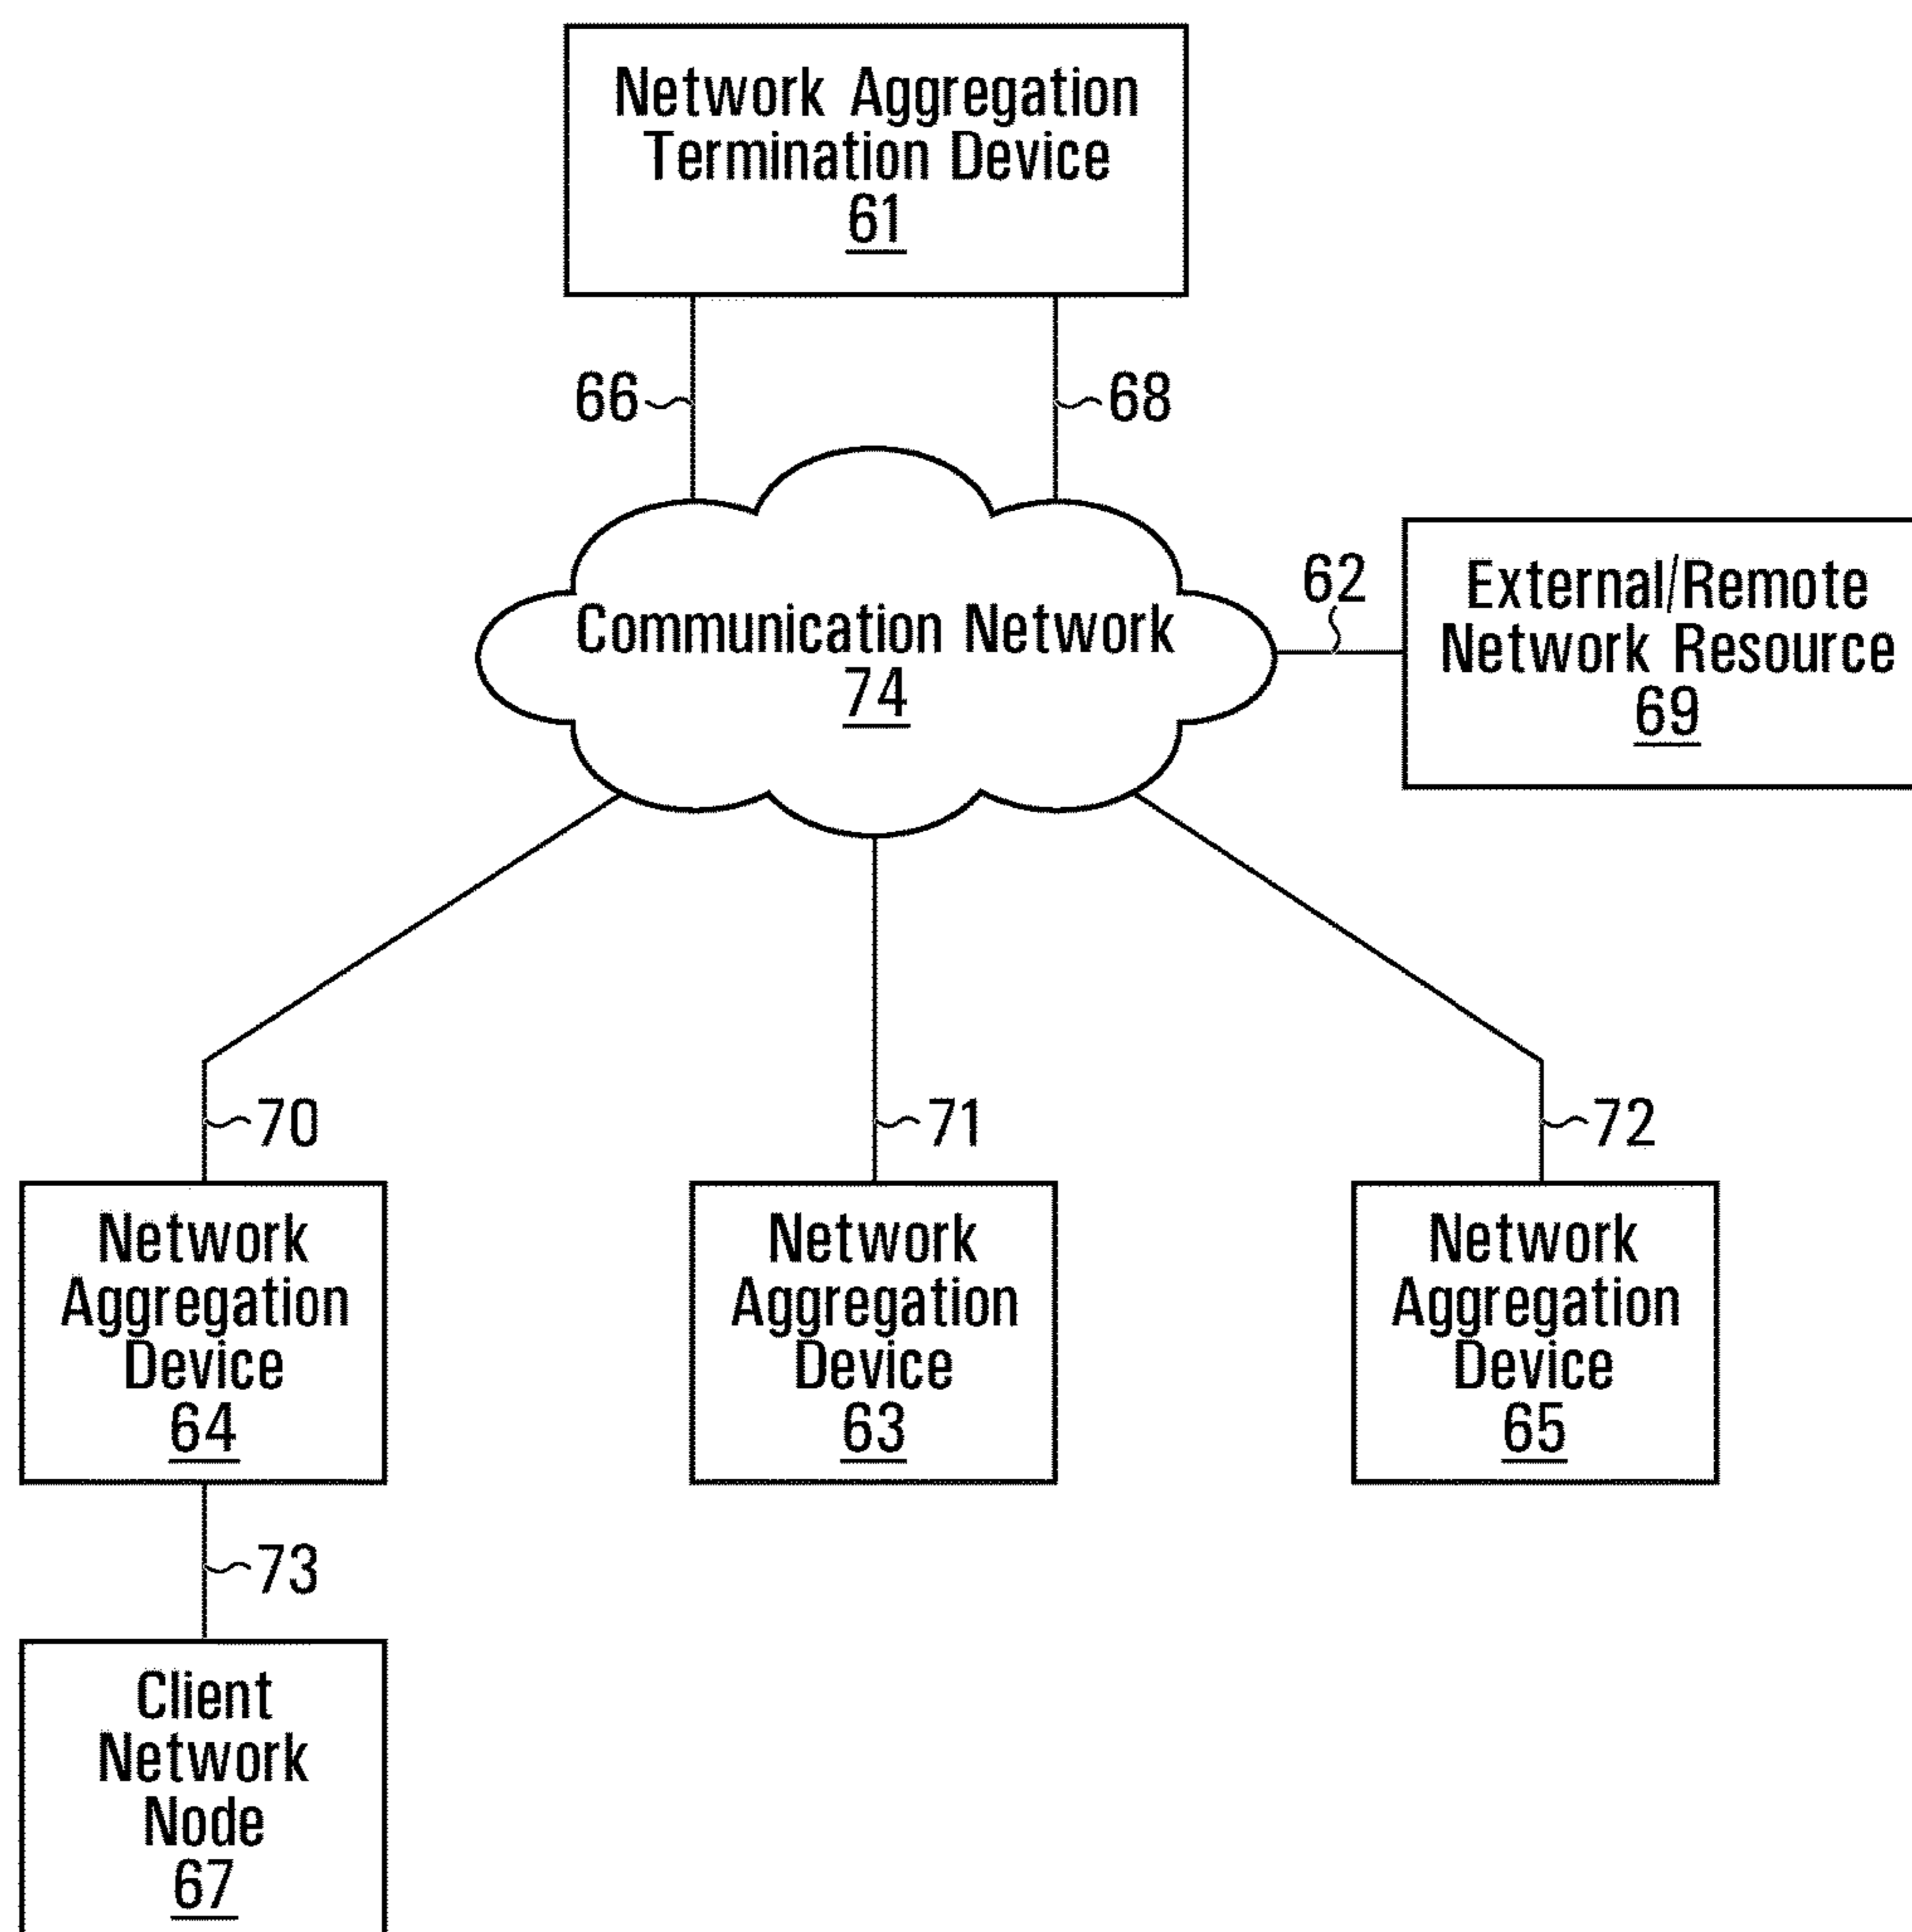 Network Aggregation
Termination Device
61
66
68
Communication Network
74
62
External/Remote
Network Resource
69
70
71
72
Network
Aggregation
Device
64
Network
Aggregation
Device
63
Network
Aggregation
Device
65
73
Client
Network
Node
67